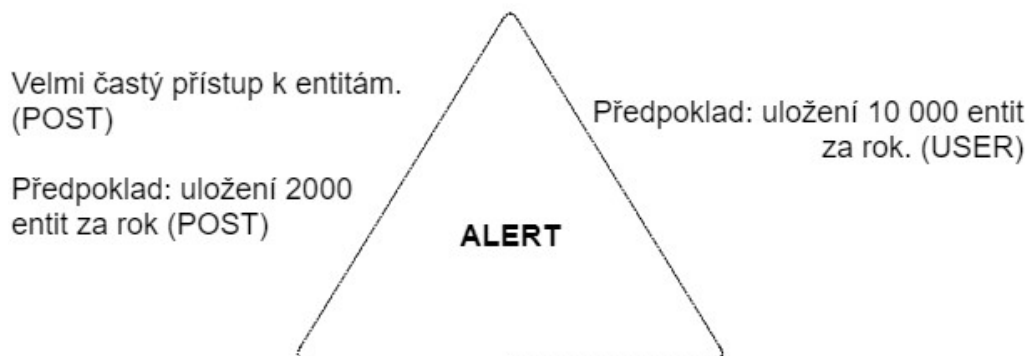 Velmi častý přístup k entitám.
(POST)
Předpoklad: uložení 2000
entit za rok (POST)
ALERT
Předpoklad: uložení 10 000 entit
za rok. (USER)